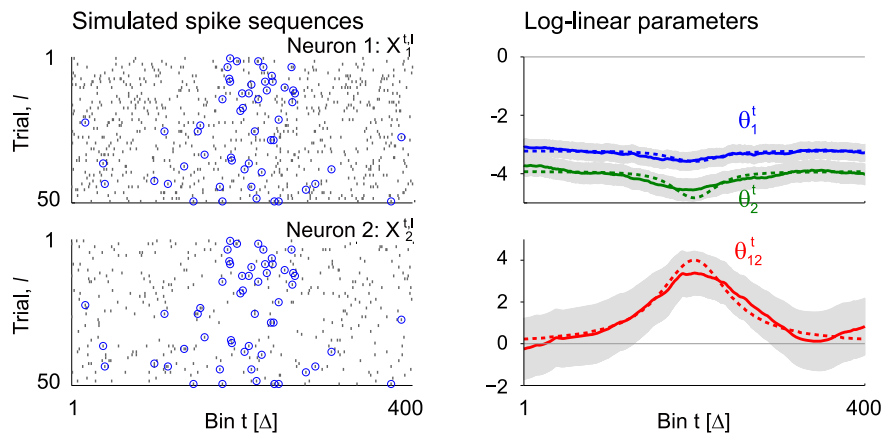 Simulated spike sequences
Neuron 1: X₁ᵗ,ˡ
1
Trial, l
50
Neuron 2: X₂ᵗ,ˡ
1
Trial, l
50
1
400
Bin t [Δ]
Log-linear parameters
0
-2
-4
θ₁ᵗ
θ₂ᵗ
4
2
0
−2
θ₁₂ᵗ
1
400
Bin t [Δ]